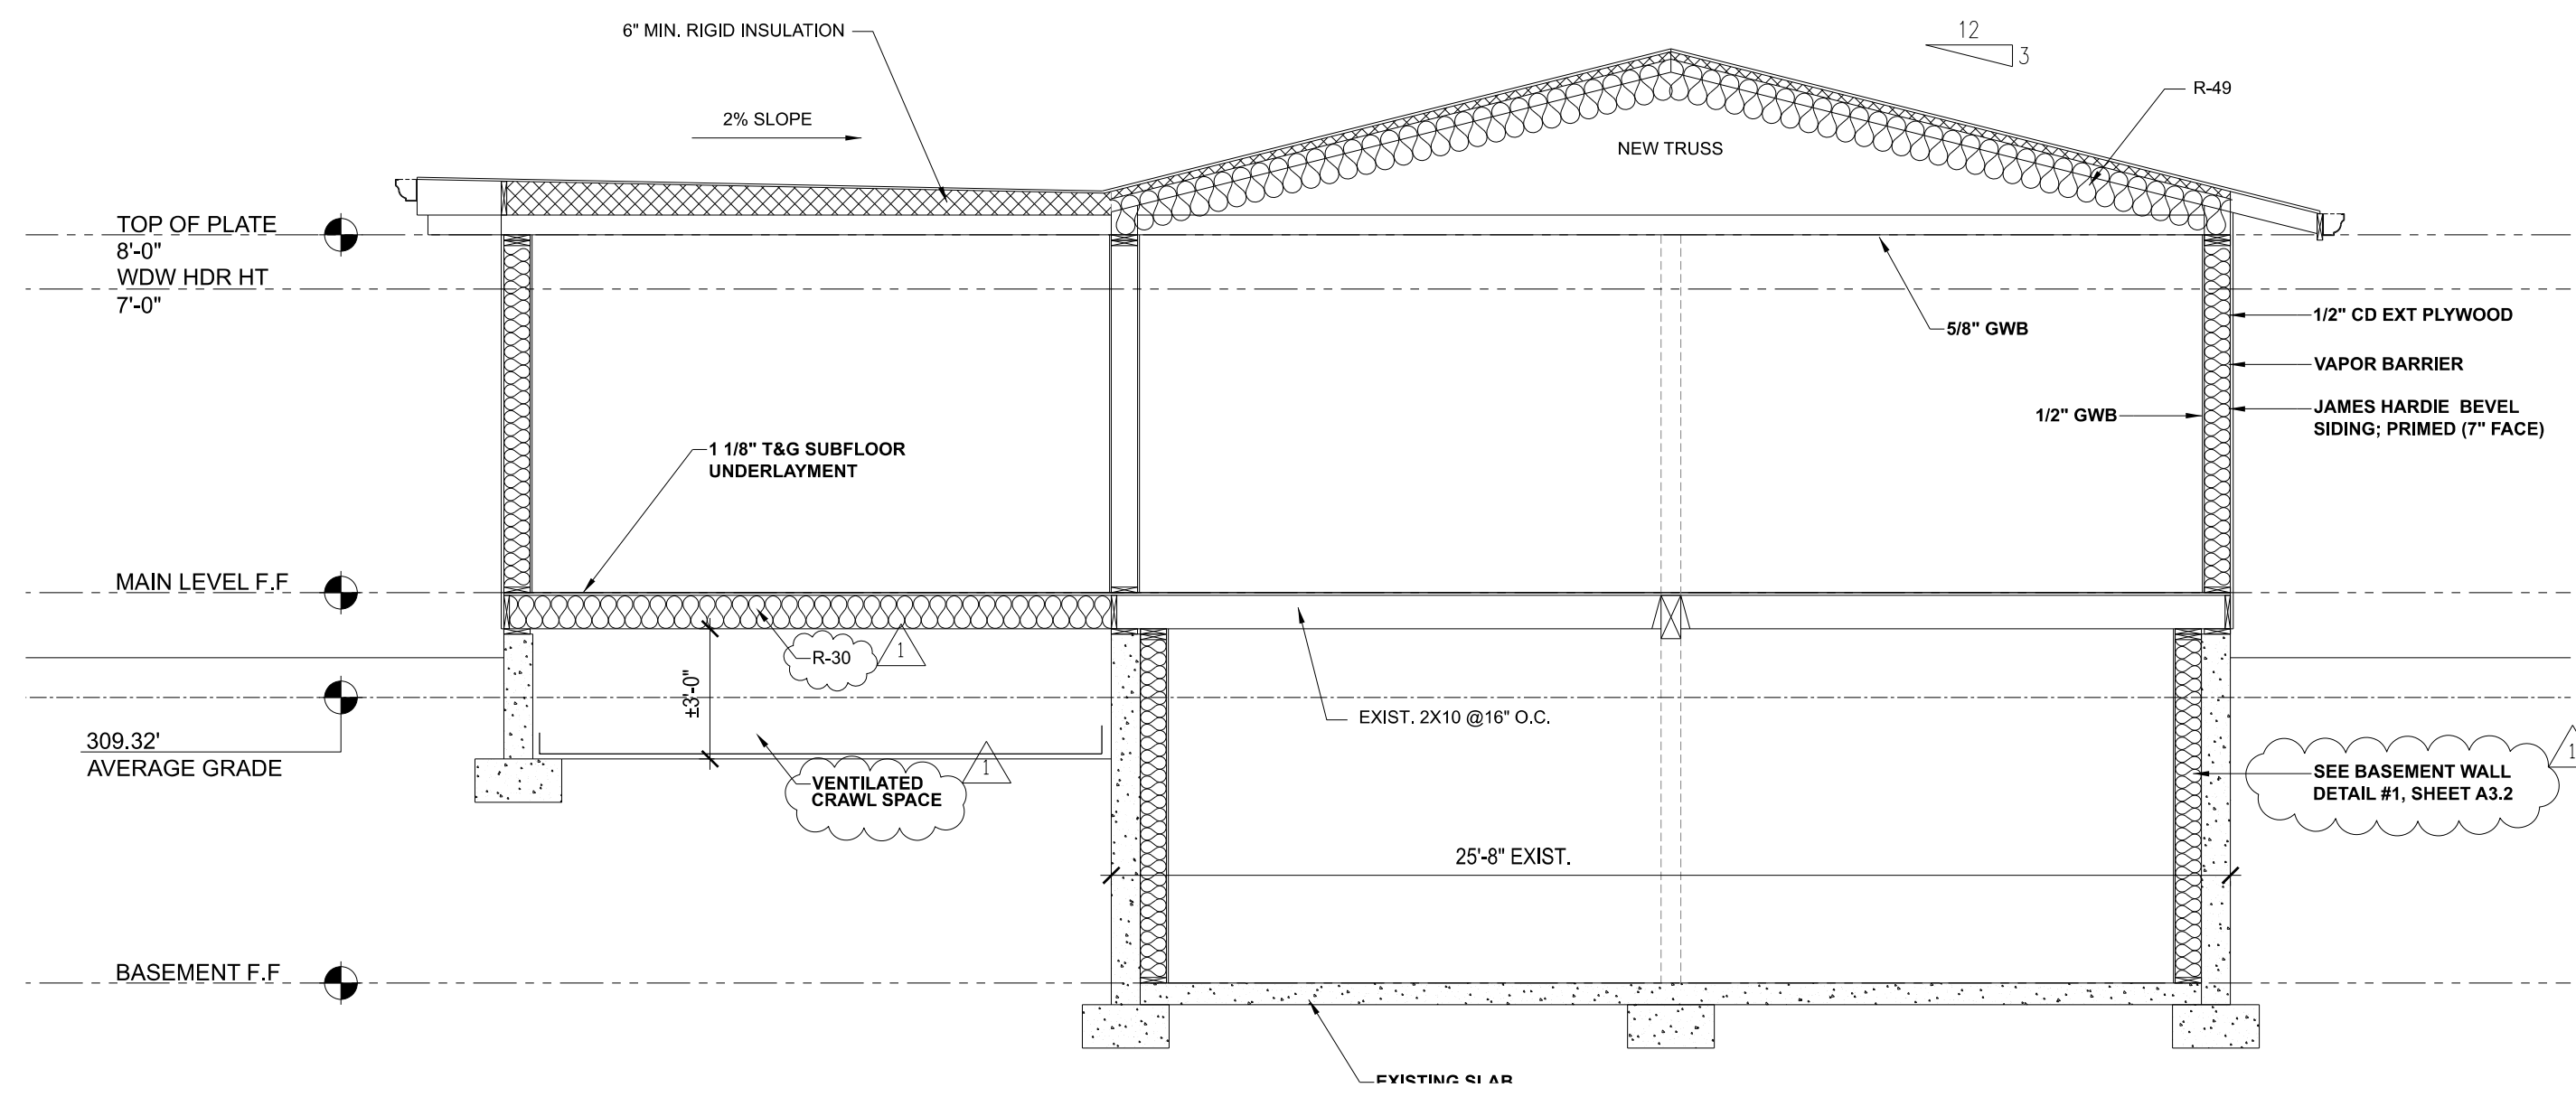 6" MIN. RIGID INSULATION
12
3
2% SLOPE
R-49
NEW TRUSS
TOP OF PLATE
8'-0"
WDW HDR HT
7'-0"
5/8" GWB
1/2" CD EXT PLYWOOD
VAPOR BARRIER
1/2" GWB
JAMES HARDIE BEVEL
SIDING; PRIMED (7" FACE)
1 1/8" T&G SUBFLOOR
UNDERLAYMENT
MAIN LEVEL F.F
R-30
1
±3'-0"
EXIST. 2X10 @16" O.C.
309.32'
AVERAGE GRADE
VENTILATED
CRAWL SPACE
1
SEE BASEMENT WALL
DETAIL #1, SHEET A3.2
1
25'-8" EXIST.
BASEMENT F.F
EXISTING SLAB